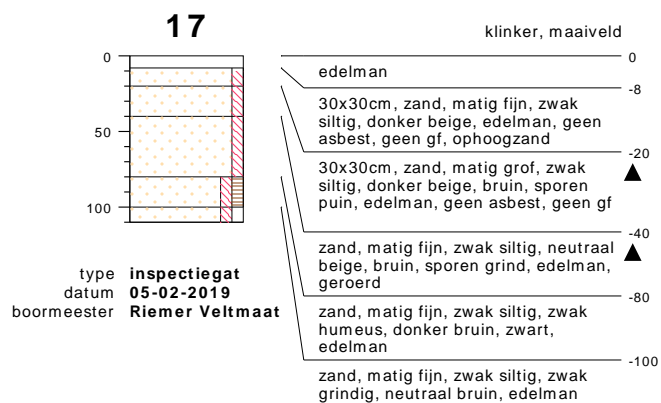 17
klinker, maaiveld
0
50
100
0
edelman
-8
30x30cm, zand, matig fijn, zwak
siltig, donker beige, edelman, geen
asbest, geen gf, ophoogzand
-20
30x30cm, zand, matig grof, zwak
siltig, donker beige, bruin, sporen
puin, edelman, geen asbest, geen gf
-40
zand, matig fijn, zwak siltig, neutraal
beige, bruin, sporen grind, edelman,
geroerd
-80
zand, matig fijn, zwak siltig, zwak
humeus, donker bruin, zwart,
edelman
-100
zand, matig fijn, zwak siltig, zwak
grindig, neutraal bruin, edelman
type inspectiegat
datum 05-02-2019
boormeester Riemer Veltmaat